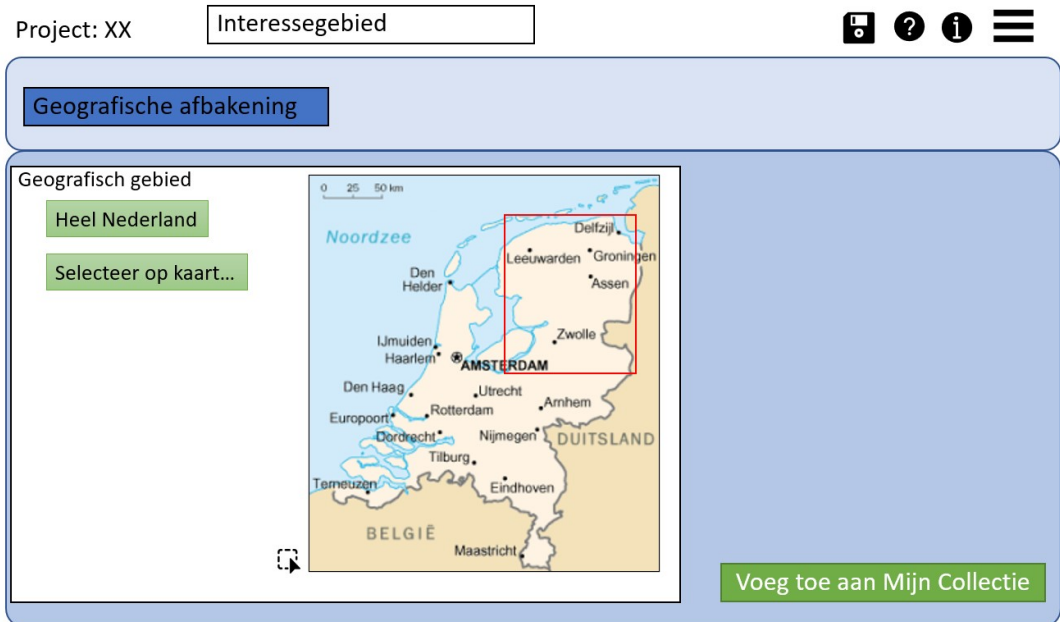 Project: XX
Interessegebied
Geografische afbakening
Geografisch gebied
Heel Nederland
Selecteer op kaart...
0 25 50 km
Noordzee
Delfzijl
Leeuwarden
Groningen
Den
Helder
Assen
Zwolle
IJmuiden
Haarlem
AMSTERDAM
Den Haag
Utrecht
Arnhem
Europoort
Rotterdam
Dordrecht
Nijmegen
DUITSLAND
Tilburg
Terneuzen
Eindhoven
BELGIË
Maastricht
Voeg toe aan Mijn Collectie